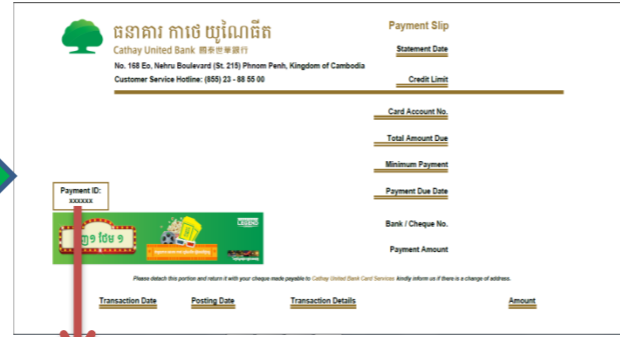 ធនាគារ កាថេ យូណៃធីត
Cathay United Bank 國泰世華銀行
No. 168 Eo, Nehru Boulevard (St. 215) Phnom Penh, Kingdom of Cambodia
Customer Service Hotline: (855) 23 - 88 55 00
Payment Slip
Statement Date
Credit Limit
Card Account No.
Total Amount Due
Minimum Payment
Payment Due Date
Bank / Cheque No.
Payment Amount
Payment ID:
xxxxxx
១ ថែម ១
Please detach this portion and return it with your cheque made payable to Cathay United Bank Card Services kindly inform us if there is a change of address.
Transaction Date Posting Date Transaction Details Amount